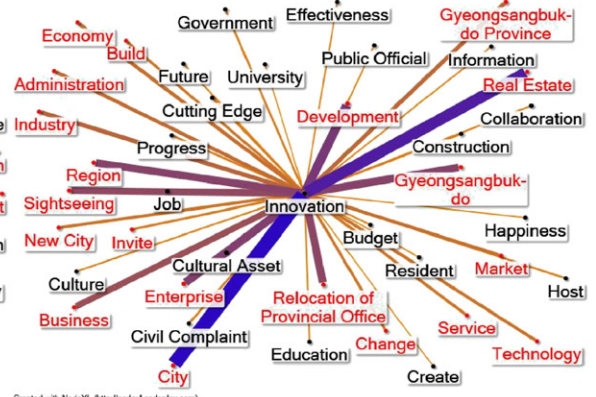 Effectiveness
Gyeongsangbuk-
do Province
Government
Economy
Build
Public Official
Information
Future
University
Administration
Real Estate
Cutting Edge
Development
Collaboration
Industry
Progress
Construction
Region
Gyeongsangbuk-
do
Sightseeing
Job
Innovation
Happiness
New City
Invite
Budget
Cultural Asset
Resident
Market
Culture
Host
Enterprise
Relocation of
Provincial Office
Business
Service
Civil Complaint
Change
Education
Technology
City
Create